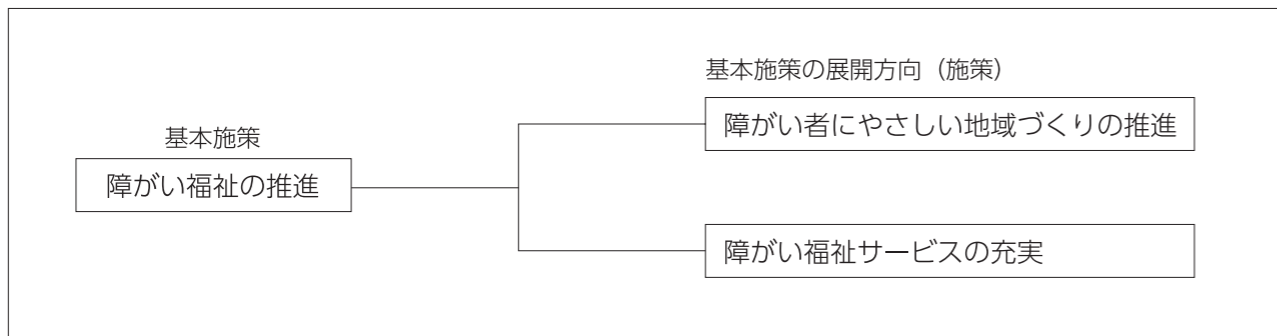 基本施策の展開方向（施策）
障がい者にやさしい地域づくりの推進
基本施策
障がい福祉の推進
障がい福祉サービスの充実